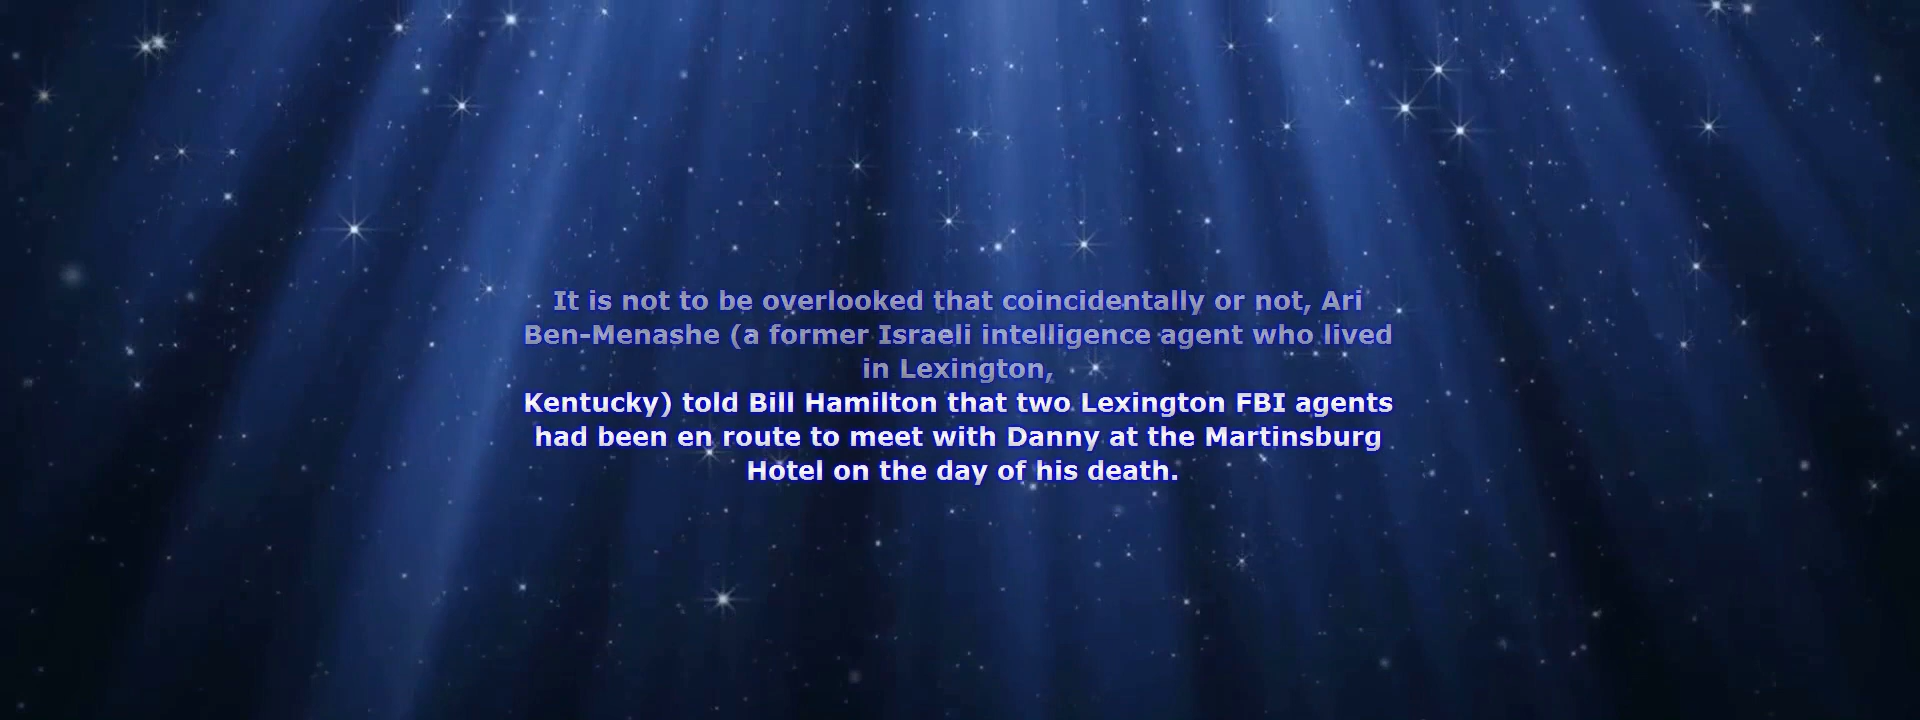 It is not to be overlooked that coincidentally or not, Ari
Ben-Menashe (a former Israeli intelligence agent who lived
in Lexington,
Kentucky) told Bill Hamilton that two Lexington FBI agents
had been en route to meet with Danny at the Martinsburg
Hotel on the day of his death.